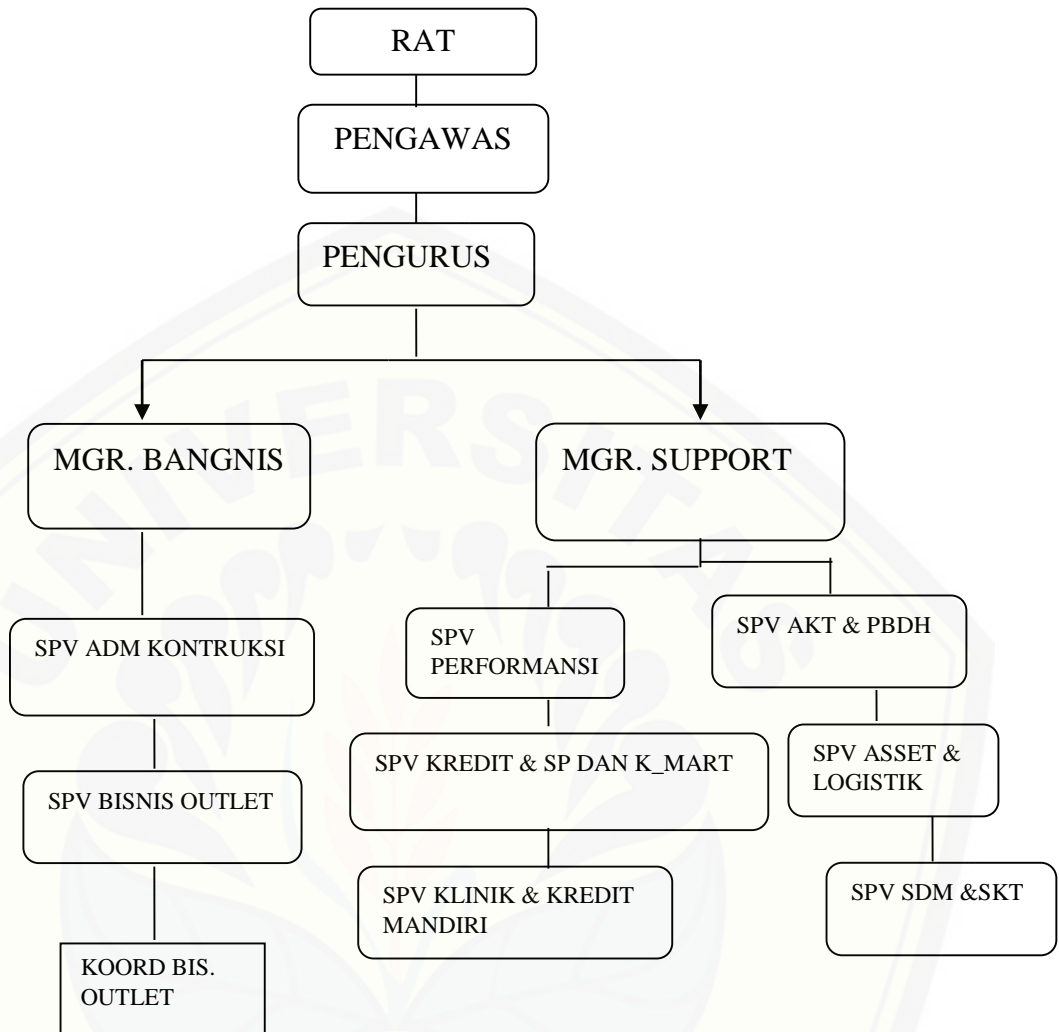 RAT
PENGAWAS
PENGURUS
MGR. BANGNIS
MGR. SUPPORT
SPV ADM KONTRUKSI
SPV
PERFORMANSI
SPV AKT & PBDH
SPV BISNIS OUTLET
SPV KREDIT & SP DAN K_MART
SPV ASSET &
LOGISTIK
SPV KLINIK & KREDIT
MANDIRI
SPV SDM &SKT
KOORD BIS.
OUTLET
UNIVERSITAS